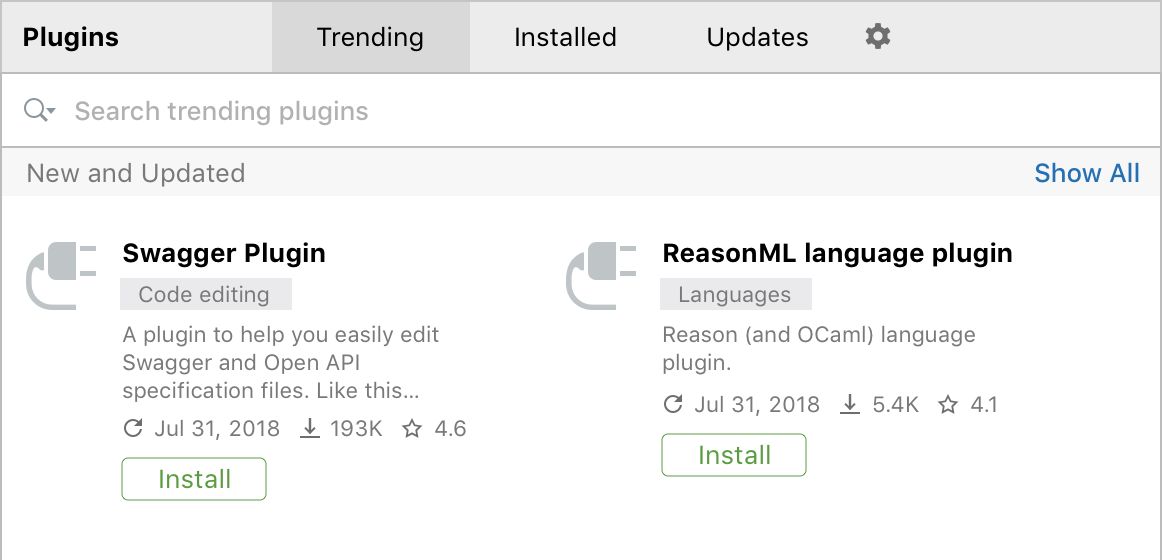 Plugins Trending Installed Updates
Search trending plugins
New and Updated Show All
Swagger Plugin
Code editing
A plugin to help you easily edit
Swagger and Open API
specification files. Like this...
Jul 31, 2018 193K 4.6
Install
ReasonML language plugin
Languages
Reason (and OCaml) language
plugin.
Jul 31, 2018 5.4K 4.1
Install